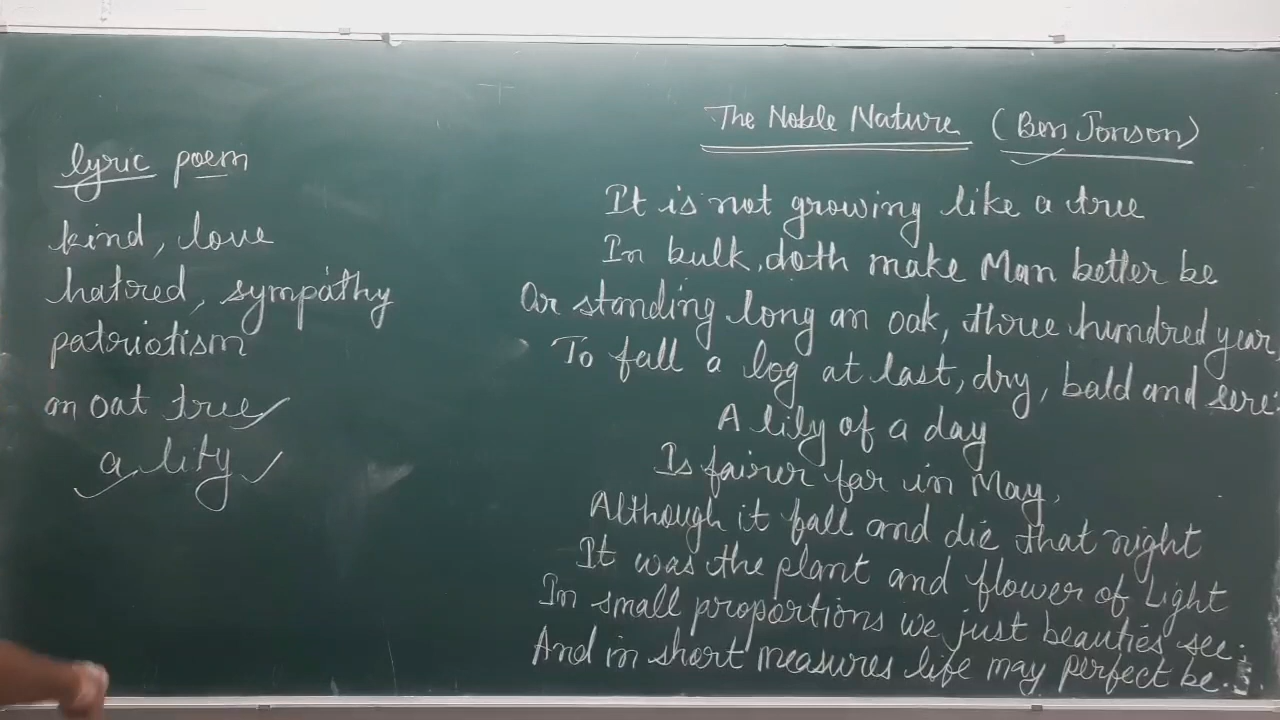 lyric poem
kind, love
hatred, sympathy
patriotism
an oat tree
a lity
The Noble Nature (Ben Jonson)
It is not growing like a tree
In bulk, doth make Man better be
Or standing long an oak, three hundred year
To fall a log at last, dry, bald and sere
A lily of a day
Is fairer far in May,
Although it fall and die that night
It was the plant and flower of Light
In small proportions we just beauties see;
And in short measures life may perfect be.